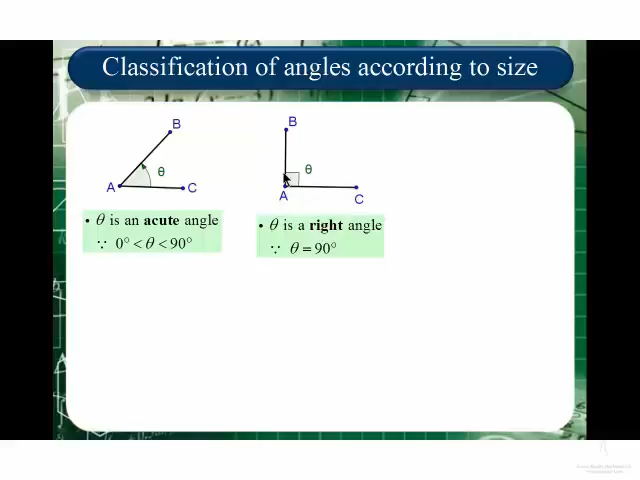 Classification of angles according to size
B
θ
A
C
• θ is an acute angle
∵ 0° < θ < 90°
B
θ
A
C
• θ is a right angle
∵ θ = 90°